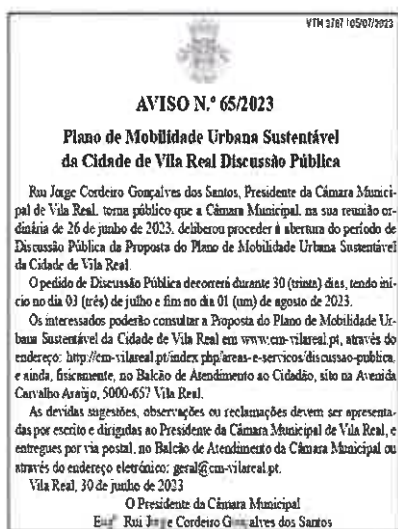 VTM 3787 | 05/07/2023
AVISO N.º 65/2023
Plano de Mobilidade Urbana Sustentável
da Cidade de Vila Real Discussão Pública
Rui Jorge Cordeiro Gonçalves dos Santos, Presidente da Câmara Munici-
pal de Vila Real, torna público que a Câmara Municipal, na sua reunião or-
dinária de 26 de junho de 2023, deliberou proceder à abertura do período de
Discussão Pública da Proposta do Plano de Mobilidade Urbana Sustentável
da Cidade de Vila Real.
O pedido de Discussão Pública decorrerá durante 30 (trinta) dias, tendo iní-
cio no dia 03 (três) de julho e fim no dia 01 (um) de agosto de 2023.
Os interessados poderão consultar a Proposta do Plano de Mobilidade Ur-
bana Sustentável da Cidade de Vila Real em www.cm-vilareal.pt, através do
endereço: http://cm-vilareal.pt/index.php/areas-e-servicos/discussao-publica,
e ainda, fisicamente, no Balcão de Atendimento ao Cidadão, sito na Avenida
Carvalho Araújo, 5000-657 Vila Real.
As devidas sugestões, observações ou reclamações devem ser apresenta-
das por escrito e dirigidas ao Presidente da Câmara Municipal de Vila Real, e
entregues por via postal, no Balcão de Atendimento da Câmara Municipal ou
através do endereço eletrónico: geral@cm-vilareal.pt.
Vila Real, 30 de junho de 2023
O Presidente da Câmara Municipal
Eng.º Rui Jorge Cordeiro Gonçalves dos Santos